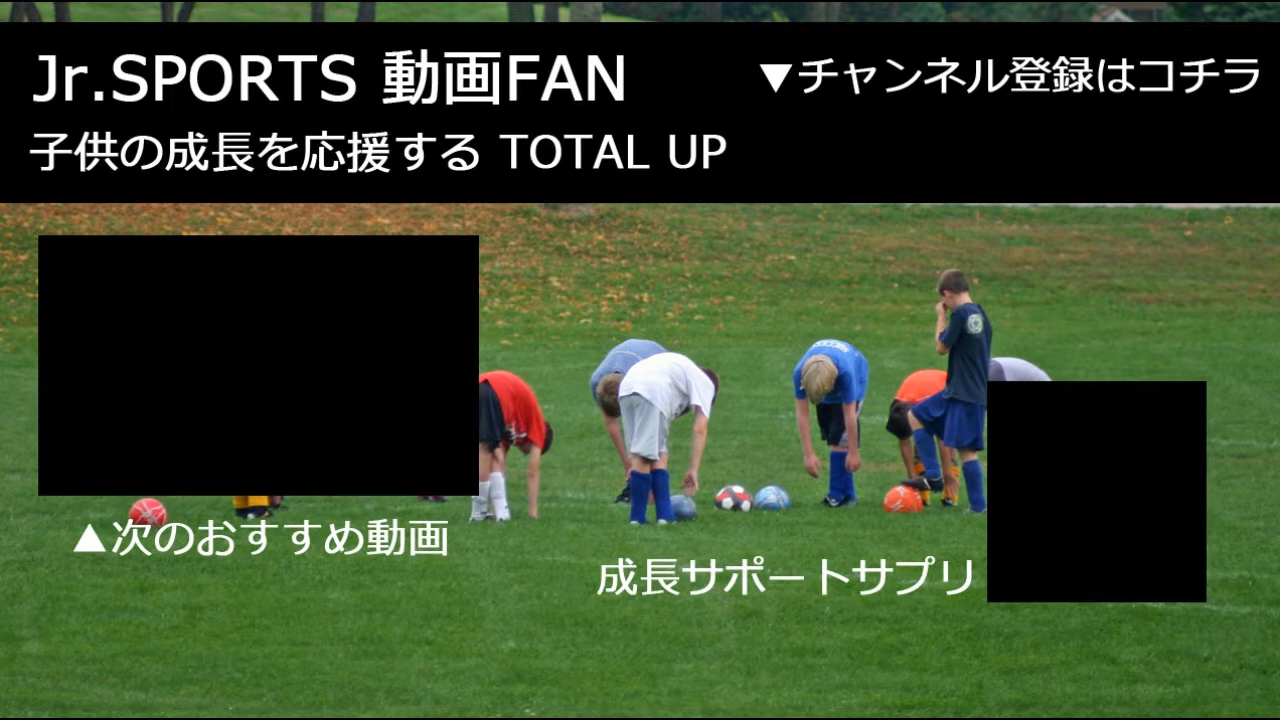 Jr.SPORTS 動画FAN
▼チャンネル登録はコチラ
子供の成長を応援する TOTAL UP
▲次のおすすめ動画
成長サポートサプリ